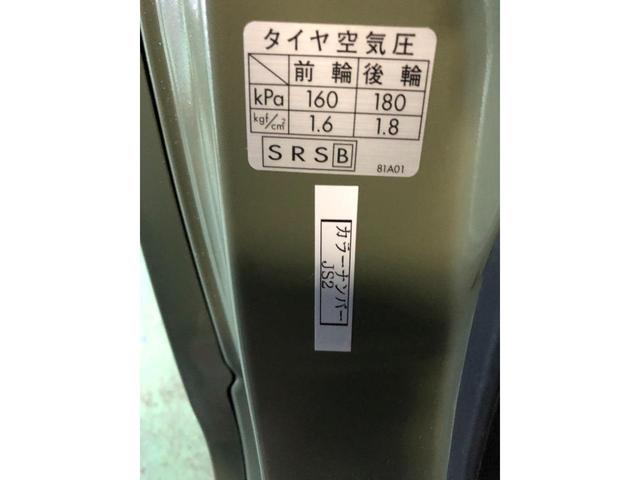 タイヤ空気圧
前輪 後輪
kPa 160 180
kgf/cm² 1.6 1.8
SRS B
81A01
カラーナンバー
JS2